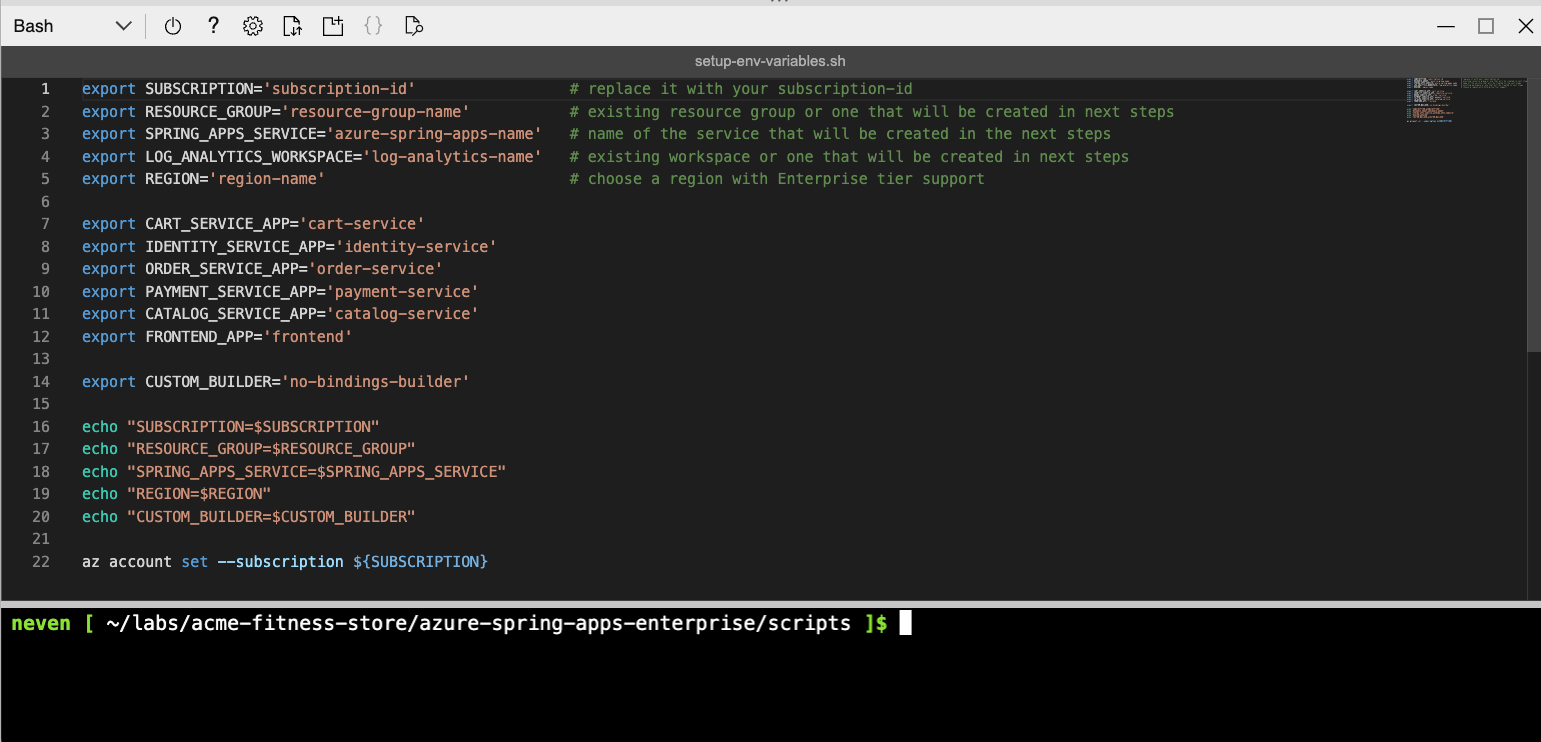 Bash
setup-env-variables.sh
1 export SUBSCRIPTION='subscription-id' # replace it with your subscription-id
2 export RESOURCE_GROUP='resource-group-name' # existing resource group or one that will be created in next steps
3 export SPRING_APPS_SERVICE='azure-spring-apps-name' # name of the service that will be created in the next steps
4 export LOG_ANALYTICS_WORKSPACE='log-analytics-name' # existing workspace or one that will be created in next steps
5 export REGION='region-name' # choose a region with Enterprise tier support
6
7 export CART_SERVICE_APP='cart-service'
8 export IDENTITY_SERVICE_APP='identity-service'
9 export ORDER_SERVICE_APP='order-service'
10 export PAYMENT_SERVICE_APP='payment-service'
11 export CATALOG_SERVICE_APP='catalog-service'
12 export FRONTEND_APP='frontend'
13
14 export CUSTOM_BUILDER='no-bindings-builder'
15
16 echo "SUBSCRIPTION=$SUBSCRIPTION"
17 echo "RESOURCE_GROUP=$RESOURCE_GROUP"
18 echo "SPRING_APPS_SERVICE=$SPRING_APPS_SERVICE"
19 echo "REGION=$REGION"
20 echo "CUSTOM_BUILDER=$CUSTOM_BUILDER"
21
22 az account set --subscription ${SUBSCRIPTION}
neven [ ~/labs/acme-fitness-store/azure-spring-apps-enterprise/scripts ]$